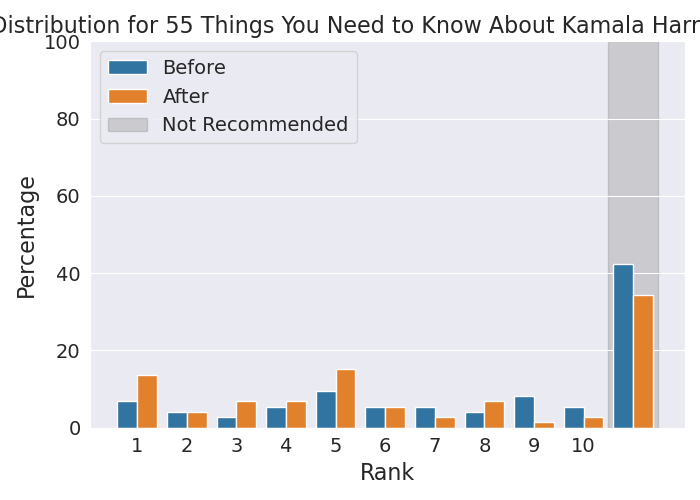 Distribution for 55 Things You Need to Know About Kamala Harr
100
80
60
40
20
0
Percentage
Before
After
Not Recommended
1 2 3 4 5 6 7 8 9 10
Rank